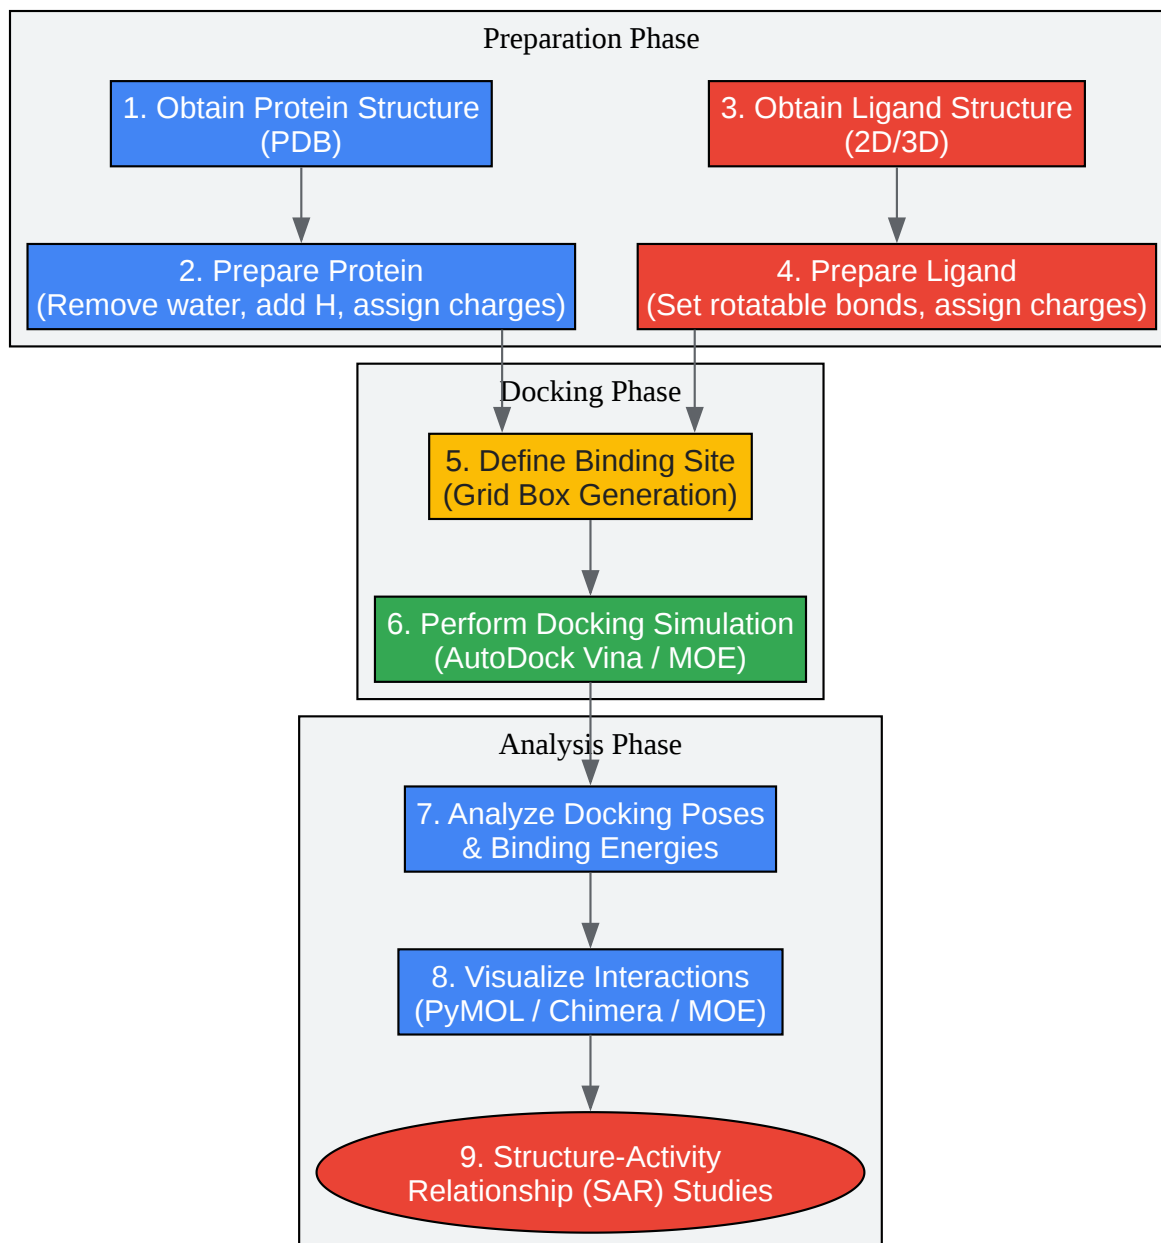 Preparation Phase
1. Obtain Protein Structure
(PDB)
3. Obtain Ligand Structure
(2D/3D)
2. Prepare Protein
(Remove water, add H, assign charges)
4. Prepare Ligand
(Set rotatable bonds, assign charges)
Docking Phase
5. Define Binding Site
(Grid Box Generation)
6. Perform Docking Simulation
(AutoDock Vina / MOE)
Analysis Phase
7. Analyze Docking Poses
& Binding Energies
8. Visualize Interactions
(PyMOL / Chimera / MOE)
9. Structure-Activity
Relationship (SAR) Studies